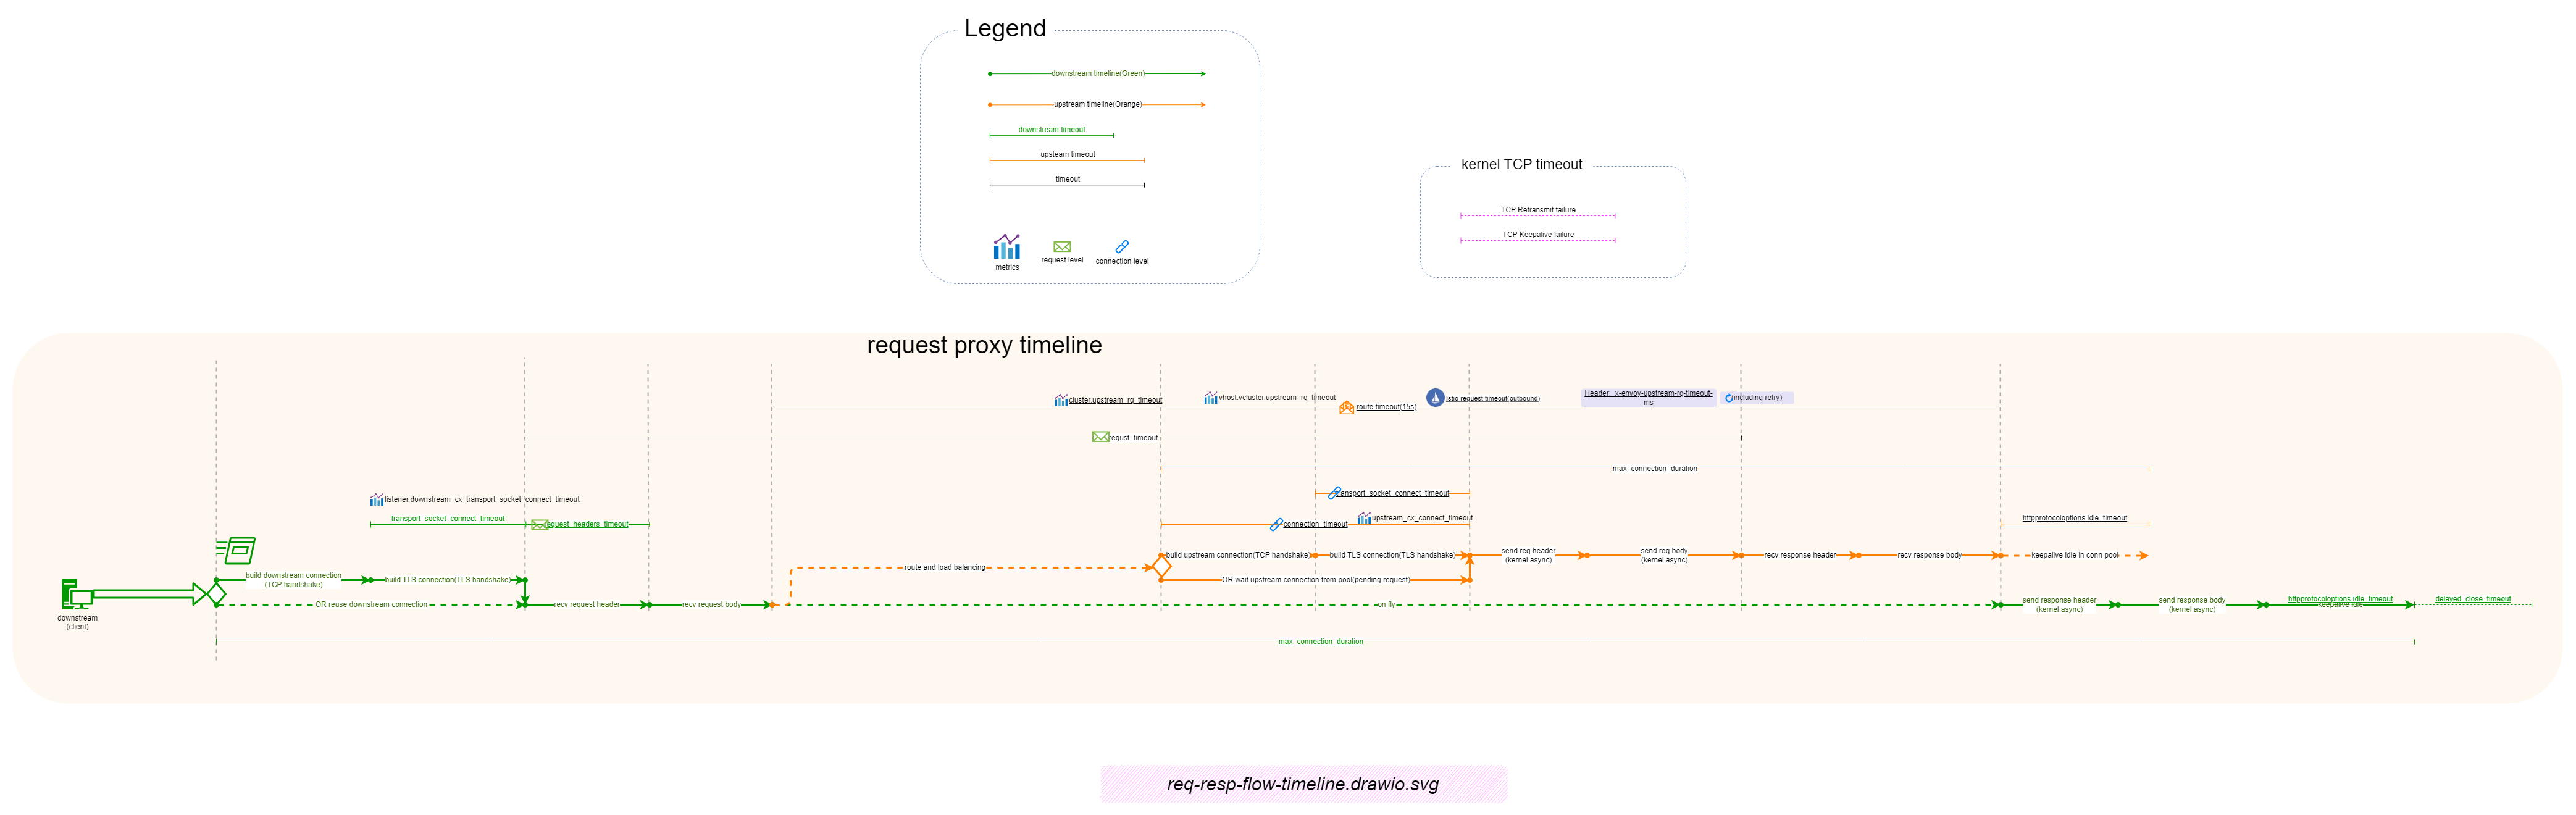 Legend
downstream timeline(Green)
upstream timeline(Orange)
downstream timeout
upsteam timeout
timeout
metrics
request level
connection level
kernel TCP timeout
TCP Retransmit failure
TCP Keepalive failure
request proxy timeline
cluster.upstream_rq_timeout
vhost.vcluster.upstream_rq_timeout
route.timeout(15s)
Istio request timeout(outbound)
Header: x-envoy-upstream-rq-timeout-
ms
(including retry)
requst_timeout
max_connection_duration
transport_socket_connect_timeout
listener.downstream_cx_transport_socket_connect_timeout
transport_socket_connect_timeout
request_headers_timeout
connection_timeout
upstream_cx_connect_timeout
httpprotocoloptions.idle_timeout
build upstream connection(TCP handshake)
build TLS connection(TLS handshake)
send req header
(kernel async)
send req body
(kernel async)
recv response header
recv response body
keepalive idle in conn pool
route and load balancing
build downstream connection
(TCP handshake)
build TLS connection(TLS handshake)
OR wait upstream connection from pool(pending request)
downstream
(client)
OR reuse downstream connection
recv request header
recv request body
on fly
send response header
(kernel async)
send response body
(kernel async)
httpprotocoloptions.idle_timeout
keepalive idle
delayed_close_timeout
max_connection_duration
req-resp-flow-timeline.drawio.svg